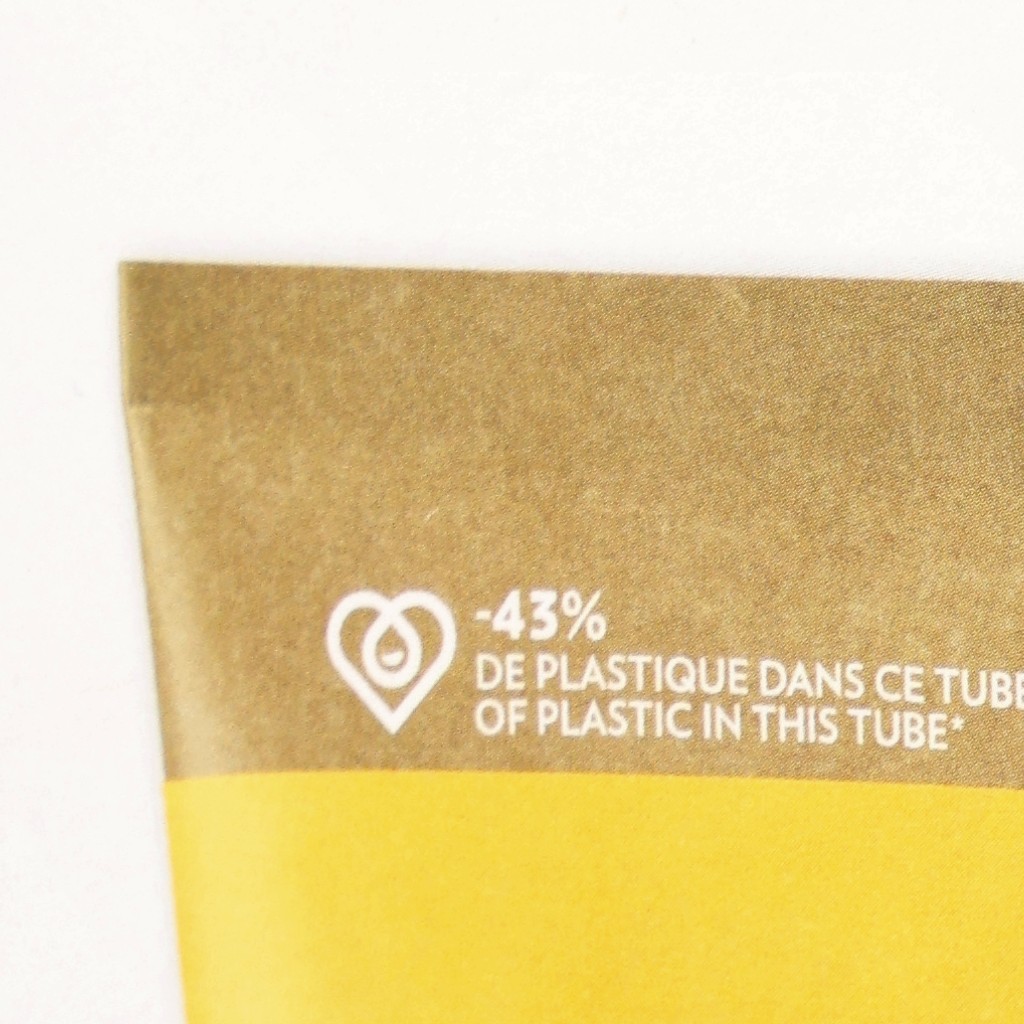 -43%
DE PLASTIQUE DANS CE TUBE
OF PLASTIC IN THIS TUBE*